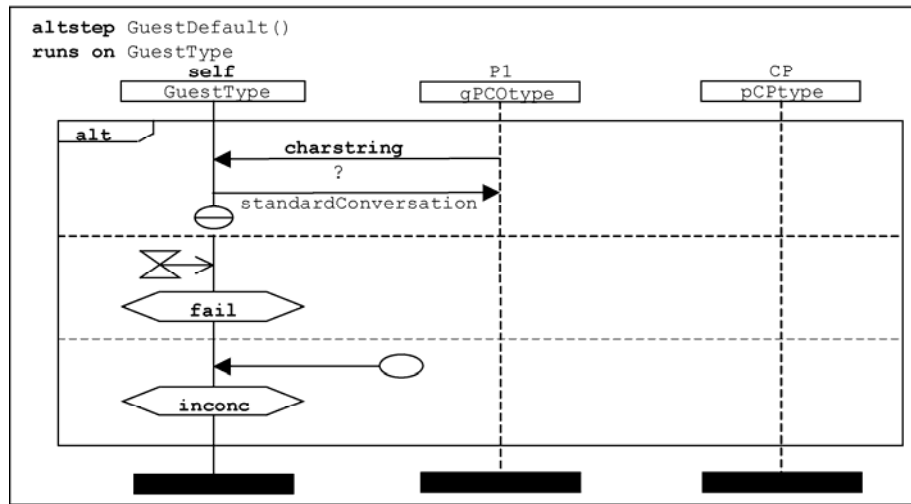 altstep GuestDefault()
runs on GuestType
self P1 CP
GuestType gPCOtype pCPtype
alt
charstring
?
standardConversation
fail
inconc